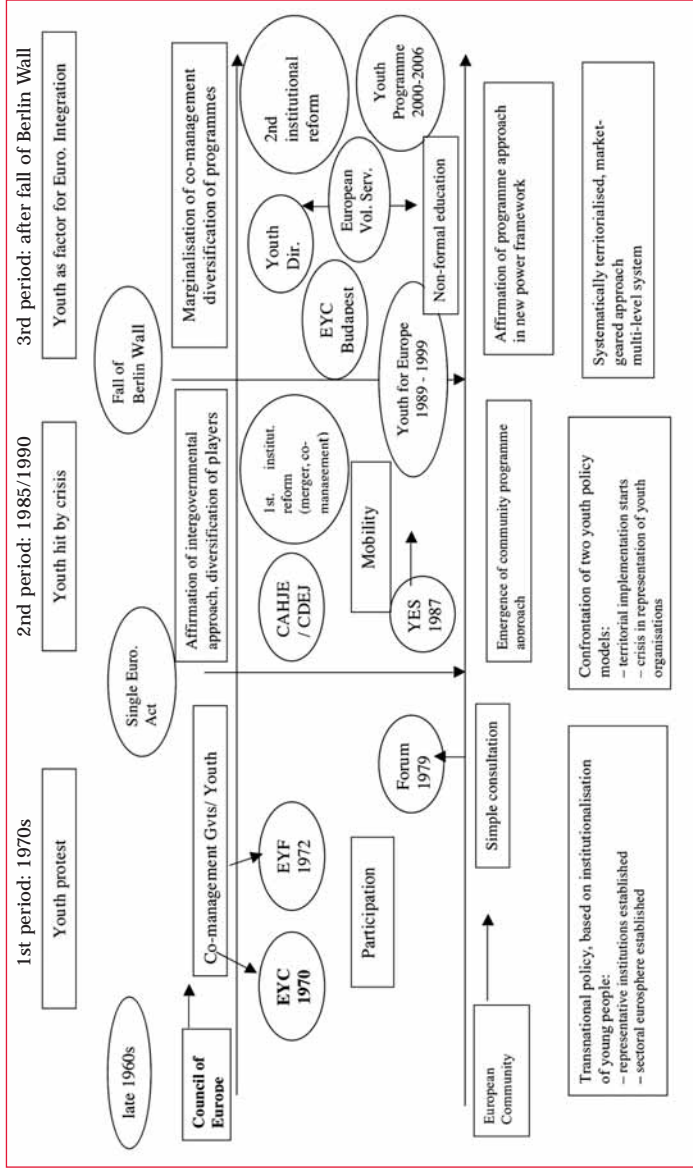 1st period: 1970s
2nd period: 1985/1990
3rd period: after fall of Berlin Wall
Youth protest
Youth hit by crisis
Youth as factor for Euro. Integration
late 1960s
Single Euro.
Act
Fall of
Berlin Wall
Council of
Europe
Co-management Gvts/ Youth
Affirmation of intergovernmental
approach, diversification of players
Marginalisation of co-management
diversification of programmes
EYC
1970
EYF
1972
CAHJE
/ CDEJ
1st. institut.
reform
(merger, co-
management)
EYC
Budapest
Youth
Dir.
European
Vol. Serv.
2nd
institutional
reform
Participation
Mobility
Forum
1979
YES
1987
Youth for Europe
1989 - 1999
Non-formal education
Youth
Programme
2000-2006
European
Community
Simple consultation
Emergence of community programme
approach
Affirmation of programme approach
in new power framework
Transnational policy, based on institutionalisation
of young people:
– representative institutions established
– sectoral eurosphere established
Confrontation of two youth policy
models:
– territorial implementation starts
– crisis in representation of youth
organisations
Systematically territorialised, market-
geared approach
multi-level system